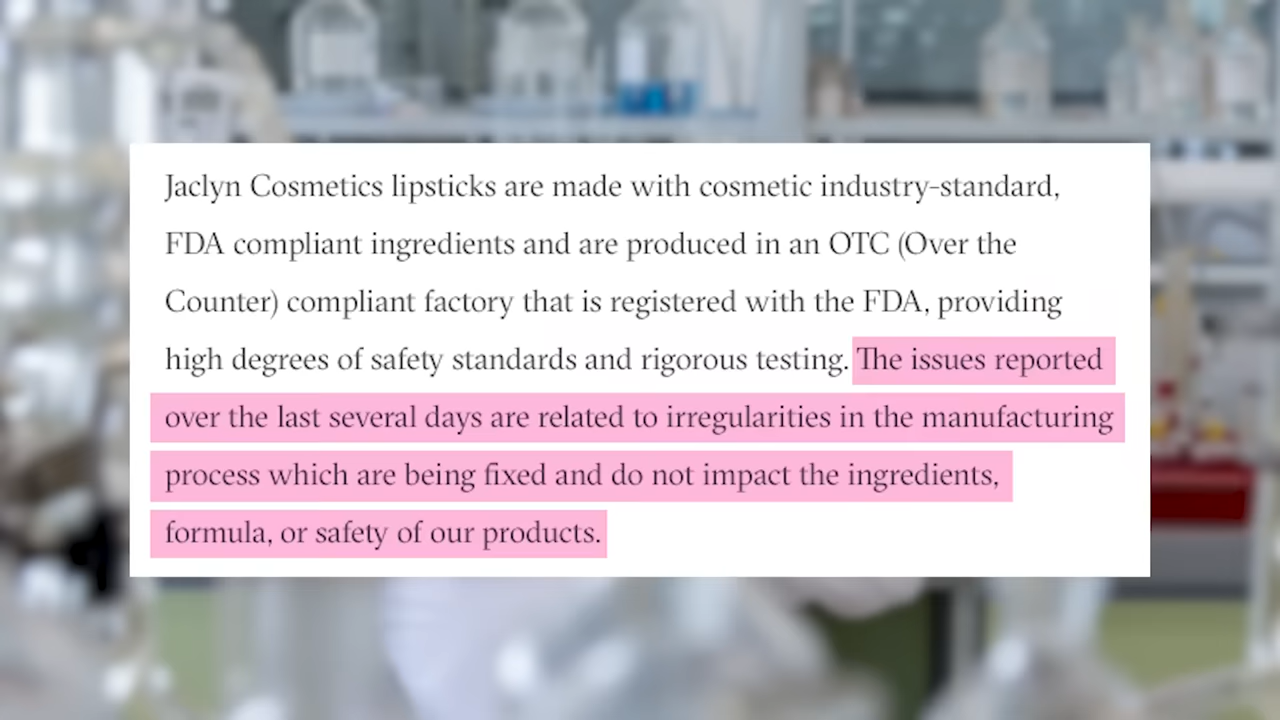 Jaclyn Cosmetics lipsticks are made with cosmetic industry-standard,
FDA compliant ingredients and are produced in an OTC (Over the
Counter) compliant factory that is registered with the FDA, providing
high degrees of safety standards and rigorous testing. The issues reported
over the last several days are related to irregularities in the manufacturing
process which are being fixed and do not impact the ingredients,
formula, or safety of our products.